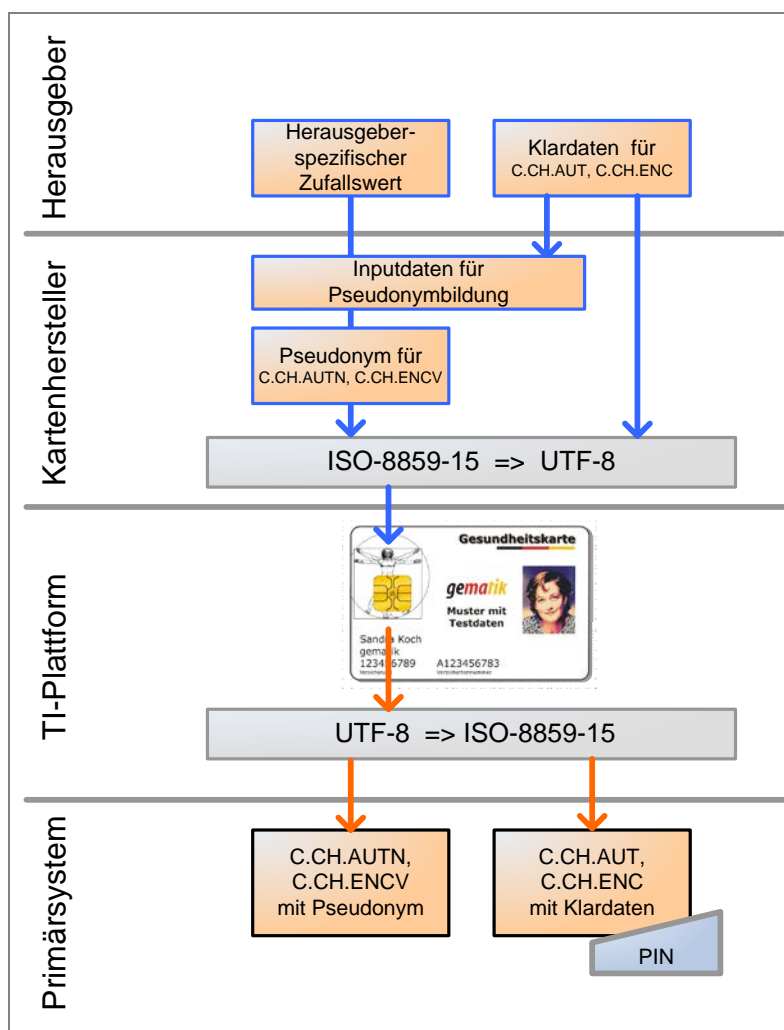 Herausgeber
Herausgeber-
spezifischer
Zufallswert
Klardaten für
C.CH.AUT, C.CH.ENC
Kartenhersteller
Inputdaten für
Pseudonymbildung
Pseudonym für
C.CH.AUTN, C.CH.ENCV
ISO-8859-15 => UTF-8
TI-Plattform
Gesundheitskarte
gematik
Muster mit
Testdaten
Sandra Koch
gematik
123456789 A123456783
Versichertennummer
UTF-8 => ISO-8859-15
Primärsystem
C.CH.AUTN,
C.CH.ENCV
mit Pseudonym
C.CH.AUT,
C.CH.ENC
mit Klardaten
PIN